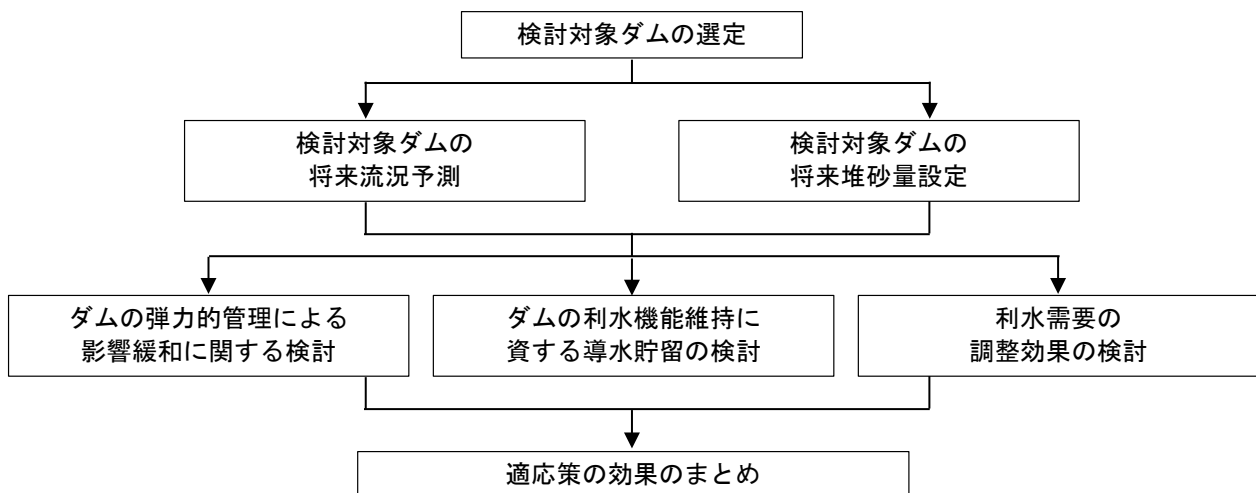 検討対象ダムの選定
検討対象ダムの
将来流況予測
検討対象ダムの
将来堆砂量設定
ダムの弾力的管理による
影響緩和に関する検討
ダムの利水機能維持に
資する導水貯留の検討
利水需要の
調整効果の検討
適応策の効果のまとめ